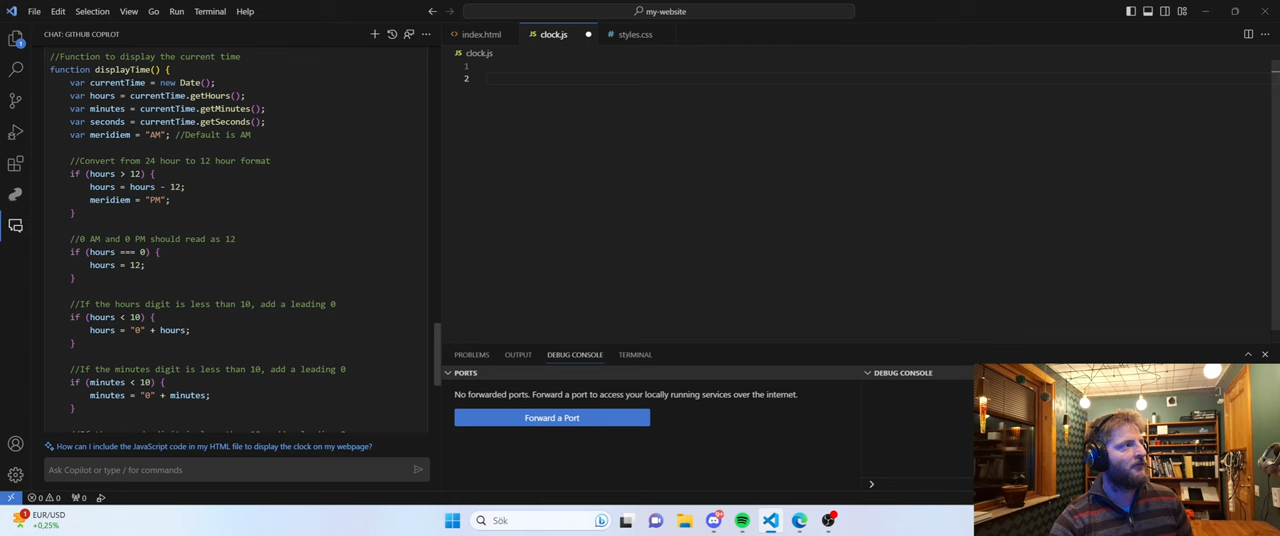 File Edit Selection View Go Run Terminal Help
my-website
CHAT: GITHUB COPILOT
index.html
clock.js
styles.css
clock.js
1
2
//Function to display the current time
function displayTime() {
var currentTime = new Date();
var hours = currentTime.getHours();
var minutes = currentTime.getMinutes();
var seconds = currentTime.getSeconds();
var meridiem = "AM"; //Default is AM
//Convert from 24 hour to 12 hour format
if (hours > 12) {
hours = hours - 12;
meridiem = "PM";
}
//0 AM and 0 PM should read as 12
if (hours === 0) {
hours = 12;
}
//If the hours digit is less than 10, add a leading 0
if (hours < 10) {
hours = "0" + hours;
}
//If the minutes digit is less than 10, add a leading 0
if (minutes < 10) {
minutes = "0" + minutes;
}
How can I include the JavaScript code in my HTML file to display the clock on my webpage?
Ask Copilot or type / for commands
PROBLEMS OUTPUT DEBUG CONSOLE TERMINAL
PORTS
No forwarded ports. Forward a port to access your locally running services over the internet.
Forward a Port
DEBUG CONSOLE
1
0 0 0
EUR/USD
+0,25%
1
Sök
9+